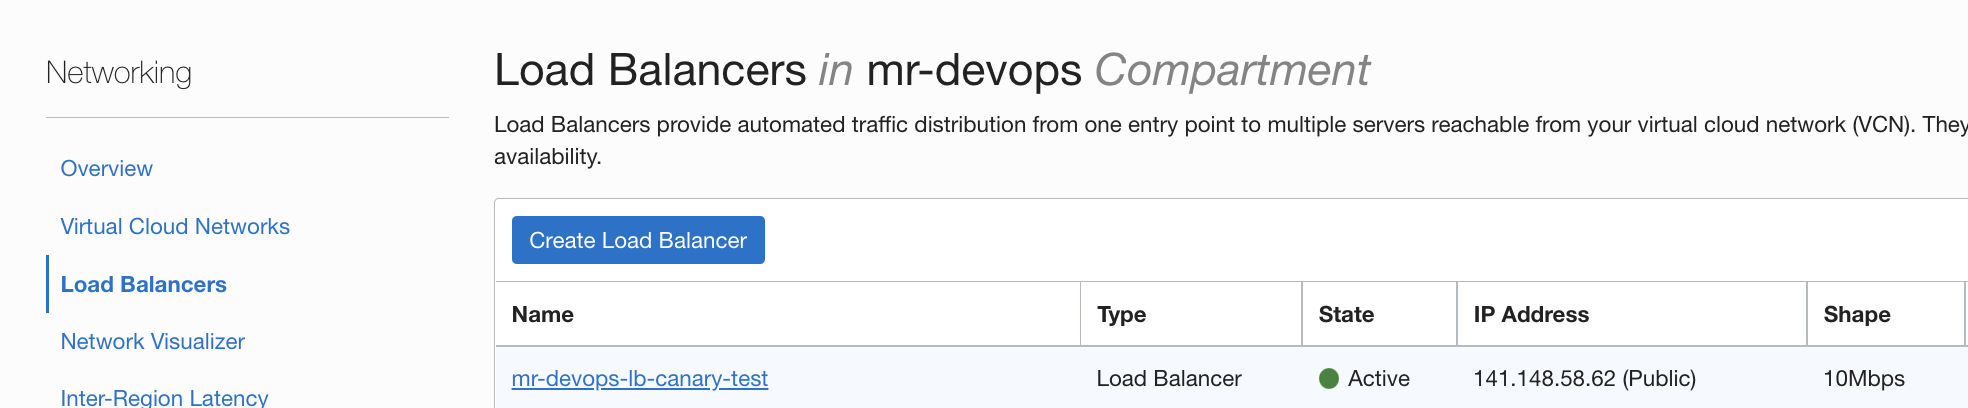 Networking
Overview
Virtual Cloud Networks
Load Balancers
Network Visualizer
Inter-Region Latency
Load Balancers in mr-devops Compartment
Load Balancers provide automated traffic distribution from one entry point to multiple servers reachable from your virtual cloud network (VCN). They
availability.
Create Load Balancer
Name Type State IP Address Shape
mr-devops-lb-canary-test Load Balancer Active 141.148.58.62 (Public) 10Mbps